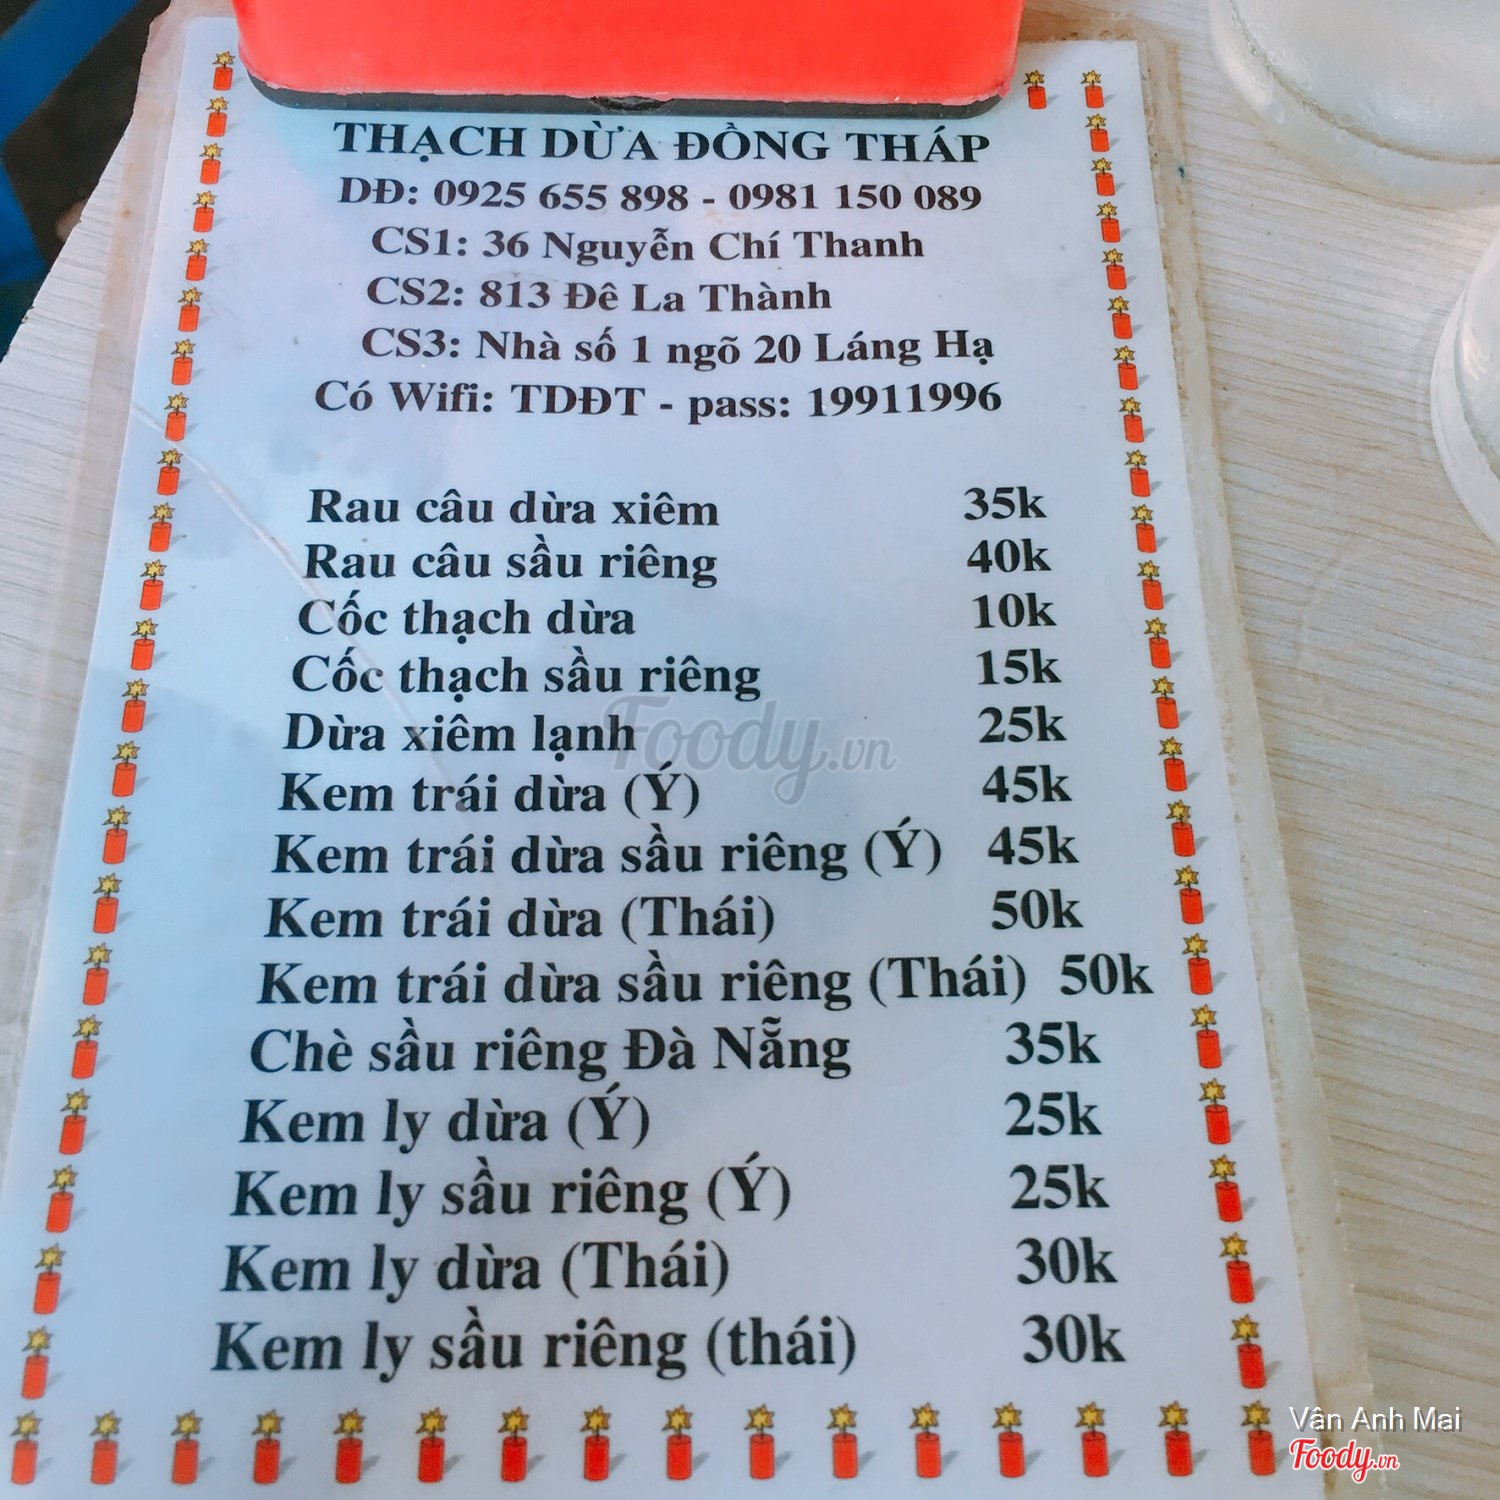 THẠCH DỪA ĐỒNG THÁP
DĐ: 0925 655 898 - 0981 150 089
CS1: 36 Nguyễn Chí Thanh
CS2: 813 Đê La Thành
CS3: Nhà số 1 ngõ 20 Láng Hạ
Có Wifi: TDĐT - pass: 19911996
Rau câu dừa xiêm 35k
Rau câu sầu riêng 40k
Cốc thạch dừa 10k
Cốc thạch sầu riêng 15k
Dừa xiêm lạnh 25k
Foody.vn
Kem trái dừa (Ý) 45k
Kem trái dừa sầu riêng (Ý) 45k
Kem trái dừa (Thái) 50k
Kem trái dừa sầu riêng (Thái) 50k
Chè sầu riêng Đà Nẵng 35k
Kem ly dừa (Ý) 25k
Kem ly sầu riêng (Ý) 25k
Kem ly dừa (Thái) 30k
Kem ly sầu riêng (thái) 30k
Vân Anh Mai
Foody.vn